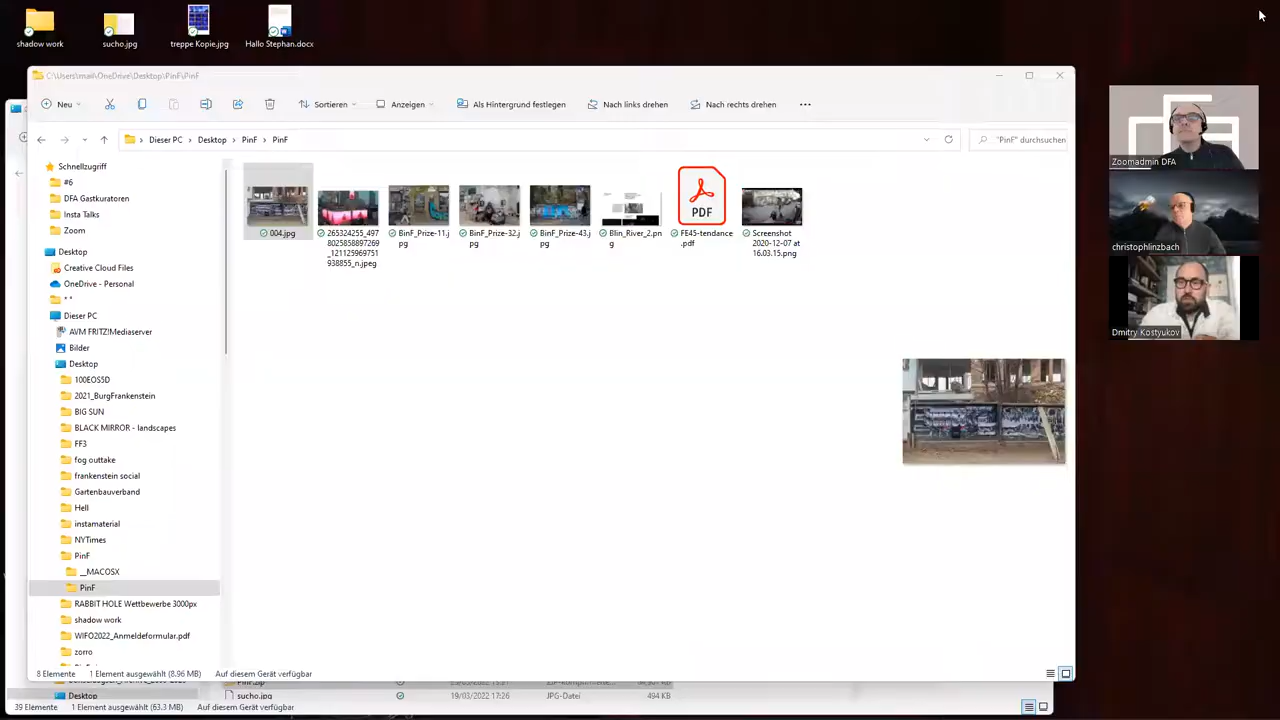 shadow work
sucho.jpg
treppe Kopie.jpg
Hallo Stephan.docx
C:\Users\mail\OneDrive\Desktop\PinF\PinF
Neu
Sortieren
Anzeigen
Als Hintergrund festlegen
Nach links drehen
Nach rechts drehen
Dieser PC
Desktop
PinF
PinF
"PinF" durchsuchen
Schnellzugriff
#6
DFA Gastkuratoren
Insta Talks
Zoom
Desktop
Creative Cloud Files
OneDrive - Personal
* *
Dieser PC
AVM FRITZ!Mediaserver
Bilder
Desktop
100EOS5D
2021_BurgFrankenstein
BIG SUN
BLACK MIRROR - landscapes
FF3
fog outtake
frankenstein social
Gartenbauverband
Hell
instamaterial
NYTimes
PinF
__MACOSX
PinF
RABBIT HOLE Wettbewerbe 3000px
shadow work
WIFO2022_Anmeldeformular.pdf
zorro
004.jpg
265324255_497
8025858897269
_121125969751
938855_n.jpeg
BinF_Prize-11.j
pg
BinF_Prize-32.j
pg
BinF_Prize-43.j
pg
Blin_River_2.pn
g
PDF
FE45-tendance
.pdf
Screenshot
2020-12-07 at
16.03.15.png
8 Elemente
1 Element ausgewählt (8.96 MB)
Auf diesem Gerät verfügbar
Desktop
sucho.jpg
19/03/2022 17:26
JPG-Datei
494 KB
39 Elemente
1 Element ausgewählt (63.3 MB)
Auf diesem Gerät verfügbar
Zoomadmin DFA
christophlinzbach
Dmitry Kostyukov